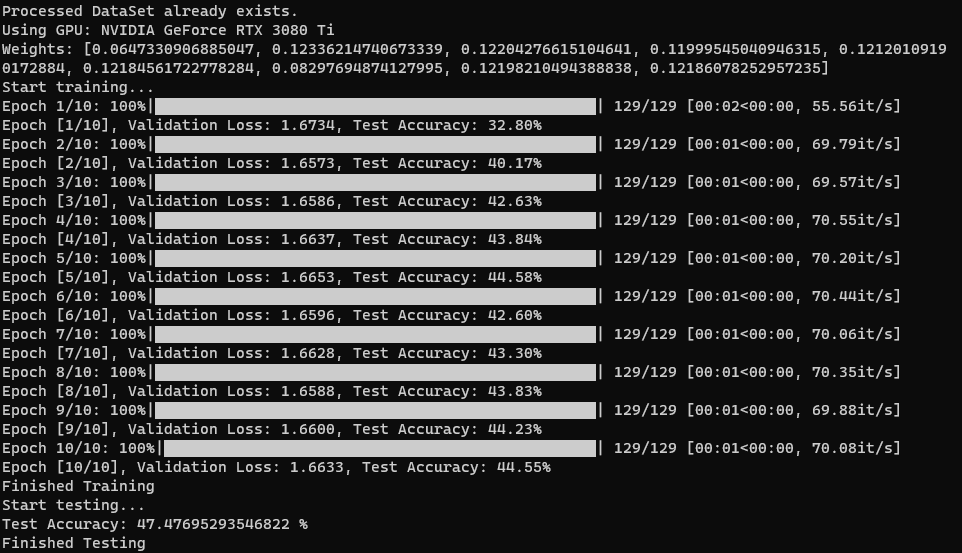 Processed DataSet already exists.
Using GPU: NVIDIA GeForce RTX 3080 Ti
Weights: [0.0647330906885047, 0.12336214740673339, 0.12204276615104641, 0.11999545040946315, 0.1212010919
0172884, 0.12184561722778284, 0.08297694874127995, 0.12198210494388838, 0.12186078252957235]
Start training...
Epoch 1/10: 100%|██████████| 129/129 [00:02<00:00, 55.56it/s]
Epoch [1/10], Validation Loss: 1.6734, Test Accuracy: 32.80%
Epoch 2/10: 100%|██████████| 129/129 [00:01<00:00, 69.79it/s]
Epoch [2/10], Validation Loss: 1.6573, Test Accuracy: 40.17%
Epoch 3/10: 100%|██████████| 129/129 [00:01<00:00, 69.57it/s]
Epoch [3/10], Validation Loss: 1.6586, Test Accuracy: 42.63%
Epoch 4/10: 100%|██████████| 129/129 [00:01<00:00, 70.55it/s]
Epoch [4/10], Validation Loss: 1.6637, Test Accuracy: 43.84%
Epoch 5/10: 100%|██████████| 129/129 [00:01<00:00, 70.20it/s]
Epoch [5/10], Validation Loss: 1.6653, Test Accuracy: 44.58%
Epoch 6/10: 100%|██████████| 129/129 [00:01<00:00, 70.44it/s]
Epoch [6/10], Validation Loss: 1.6596, Test Accuracy: 42.60%
Epoch 7/10: 100%|██████████| 129/129 [00:01<00:00, 70.06it/s]
Epoch [7/10], Validation Loss: 1.6628, Test Accuracy: 43.30%
Epoch 8/10: 100%|██████████| 129/129 [00:01<00:00, 70.35it/s]
Epoch [8/10], Validation Loss: 1.6588, Test Accuracy: 43.83%
Epoch 9/10: 100%|██████████| 129/129 [00:01<00:00, 69.88it/s]
Epoch [9/10], Validation Loss: 1.6600, Test Accuracy: 44.23%
Epoch 10/10: 100%|██████████| 129/129 [00:01<00:00, 70.08it/s]
Epoch [10/10], Validation Loss: 1.6633, Test Accuracy: 44.55%
Finished Training
Start testing...
Test Accuracy: 47.47695293546822 %
Finished Testing